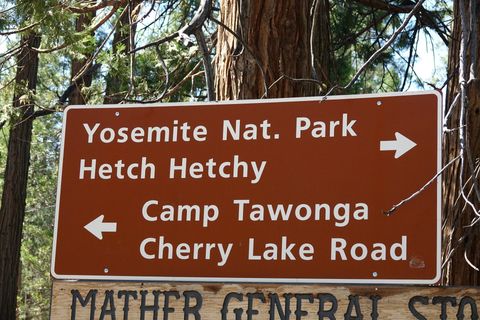 Yosemite Nat. Park
Hetch Hetchy
Camp Tawonga
Cherry Lake Road
MATHER GENERAL